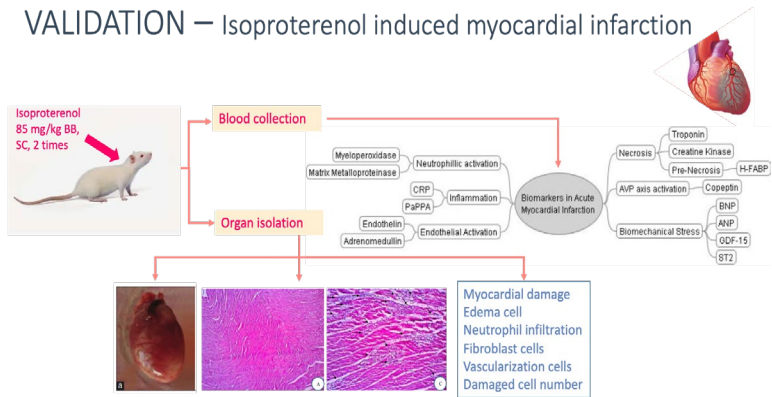 VALIDATION – Isoproterenol induced myocardial infarction
Isoproterenol
85 mg/kg BB,
SC, 2 times
Blood collection
Organ isolation
Myeloperoxidase
Matrix Metalloproteinase
Neutrophillic activation
CRP
PaPPA
Inflammation
Endothelin
Adrenomedullin
Endothelial Activation
Biomarkers in Acute
Myocardial Infarction
Necrosis
Troponin
Creatine Kinase
Pre-Necrosis
H-FABP
AVP axis activation
Copeptin
Biomechanical Stress
BNP
ANP
GDF-15
ST2
a
A
C
Myocardial damage
Edema cell
Neutrophil infiltration
Fibroblast cells
Vascularization cells
Damaged cell number